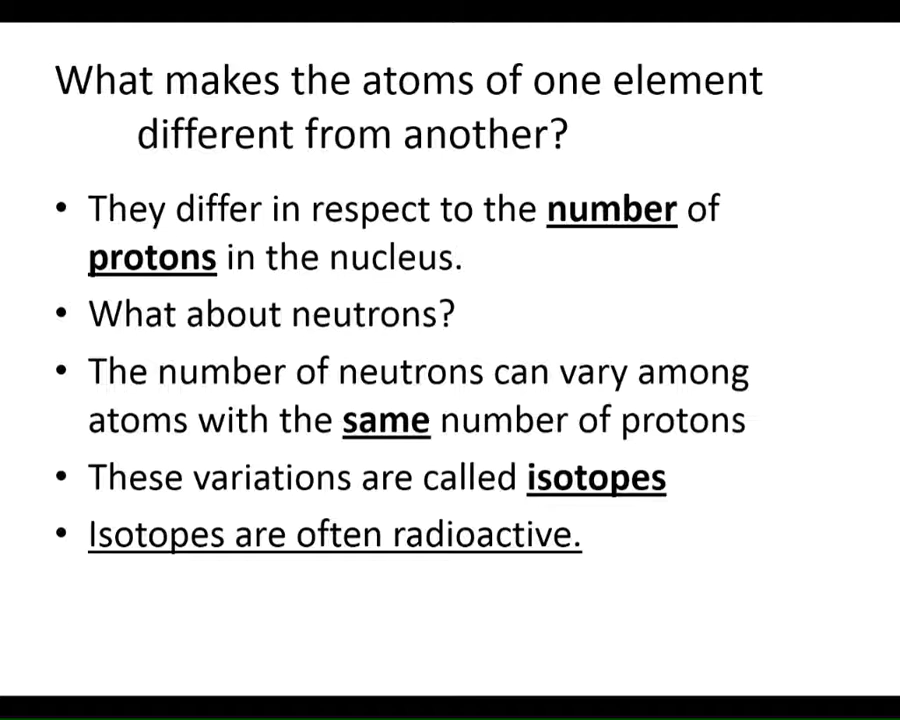 What makes the atoms of one element
different from another?
• They differ in respect to the number of
protons in the nucleus.
• What about neutrons?
• The number of neutrons can vary among
atoms with the same number of protons
• These variations are called isotopes
• Isotopes are often radioactive.